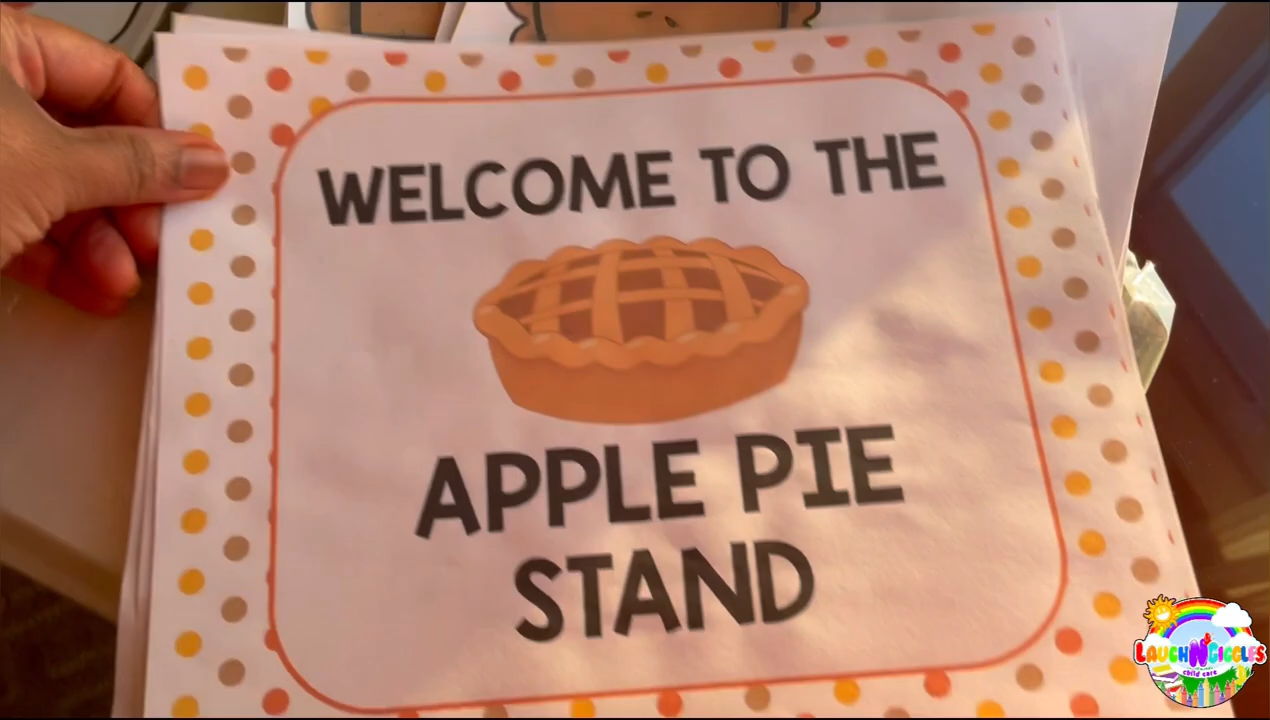 WELCOME TO THE
APPLE PIE
STAND
LAUGH N GIGGLES
child care